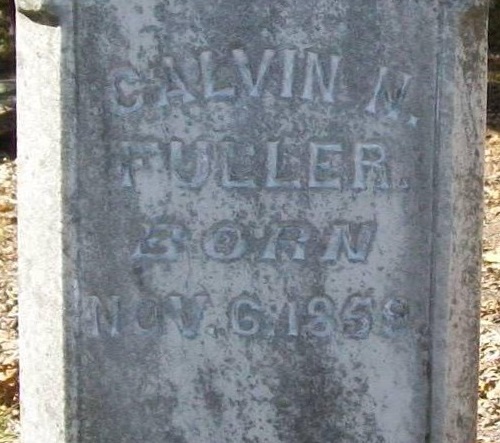 CALVIN N.
FULLER.
BORN
NOV. 6. 1859.